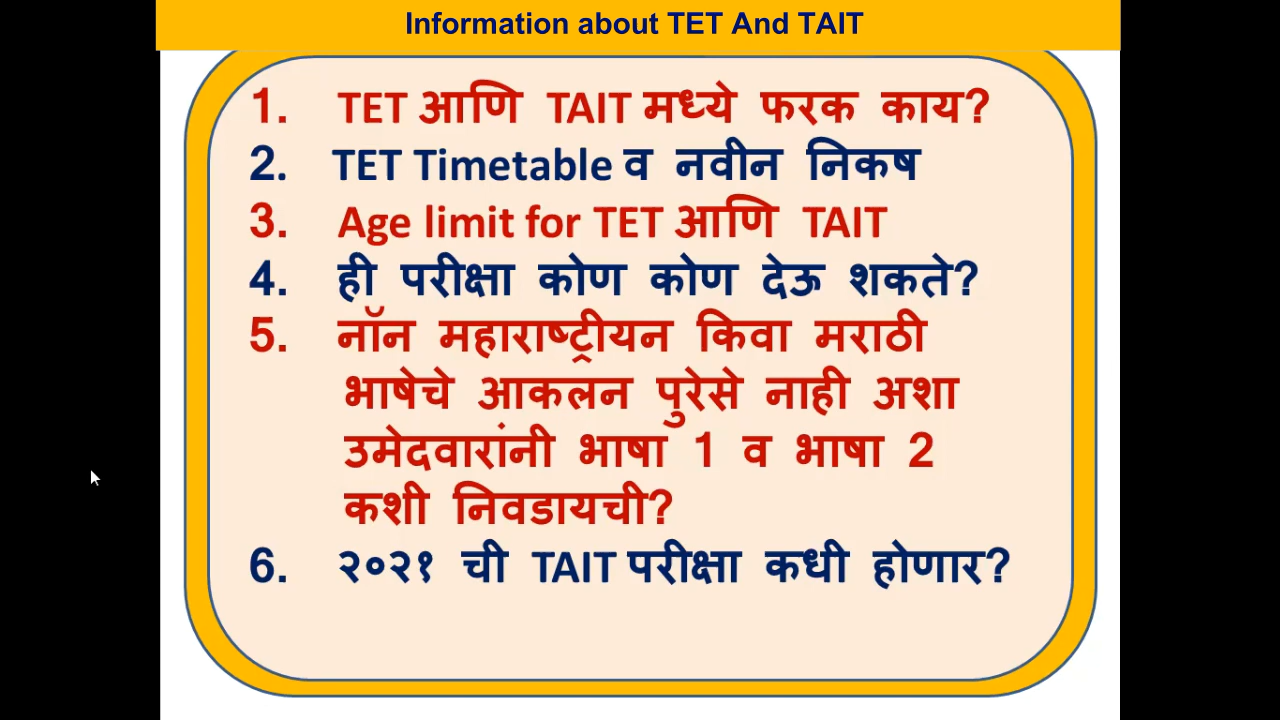 Information about TET And TAIT
1. TET आणि TAIT मध्ये फरक काय?
2. TET Timetable व नवीन निकष
3. Age limit for TET आणि TAIT
4. ही परीक्षा कोण कोण देऊ शकते?
5. नॉन महाराष्ट्रीयन किवा मराठी
भाषेचे आकलन पुरेसे नाही अशा
उमेदवारांनी भाषा 1 व भाषा 2
कशी निवडायची?
6. २०२१ ची TAIT परीक्षा कधी होणार?